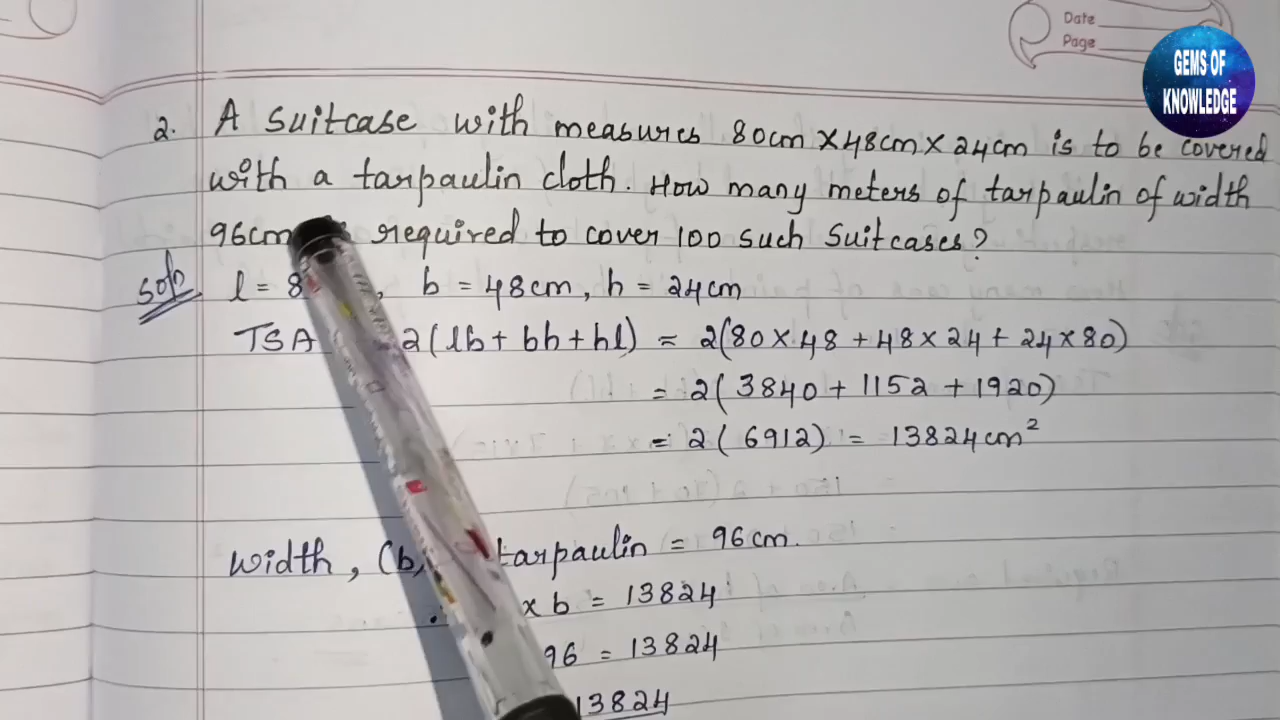 Date
Page
GEMS OF
KNOWLEDGE
2. A Suitcase with measures 80cm×48cm×24cm is to be covered
with a tarpaulin cloth. How many meters of tarpaulin of width
96cm required to cover 100 such Suitcases?
Soln l = 8 , b = 48cm, h = 24cm
TSA 2(lb + bh + hl) = 2(80×48 + 48×24 + 24×80)
= 2(3840 + 1152 + 1920)
= 2(6912) = 13824cm²
Width, (b) tarpaulin = 96cm.
× b = 13824
96 = 13824
13824